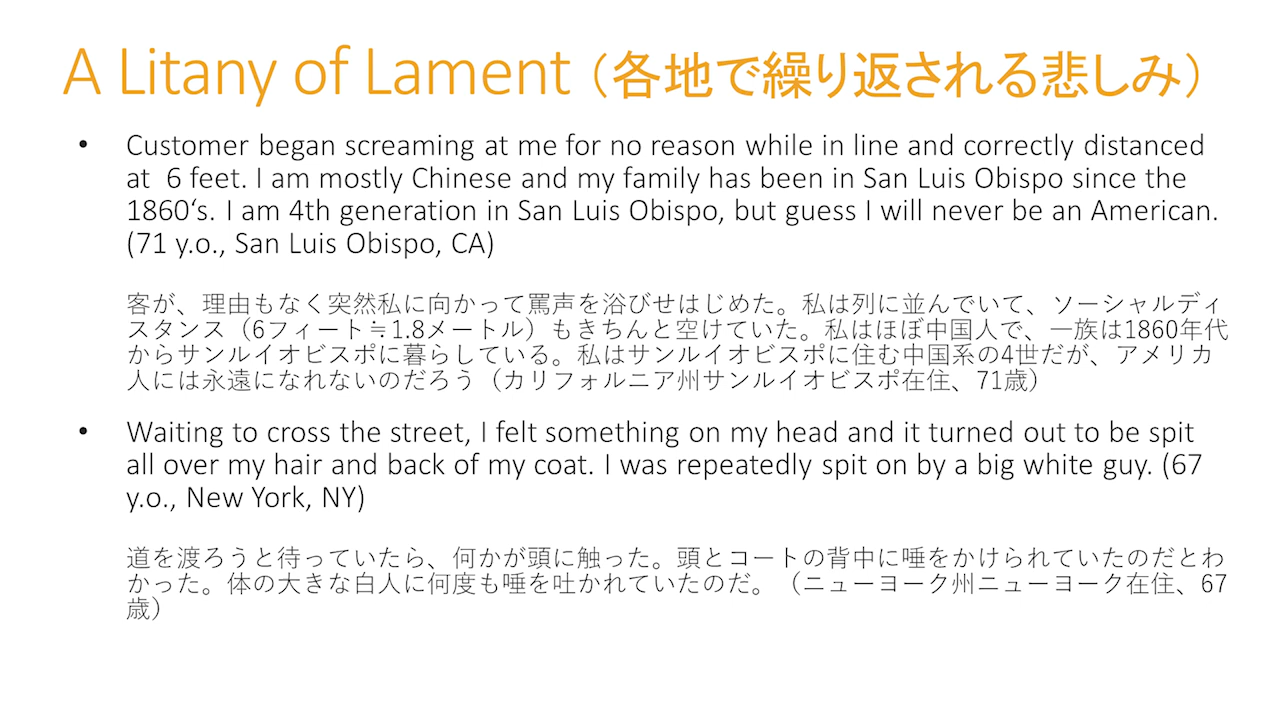 A Litany of Lament（各地で繰り返される悲しみ）
• Customer began screaming at me for no reason while in line and correctly distanced
at  6 feet. I am mostly Chinese and my family has been in San Luis Obispo since the
1860‘s. I am 4th generation in San Luis Obispo, but guess I will never be an American.
(71 y.o., San Luis Obispo, CA)
客が、理由もなく突然私に向かって罵声を浴びせはじめた。私は列に並んでいて、ソーシャルディ
スタンス（6フィート≒1.8メートル）もきちんと空けていた。私はほぼ中国人で、一族は1860年代
からサンルイオビスポに暮らしている。私はサンルイオビスポに住む中国系の4世だが、アメリカ
人には永遠になれないのだろう（カリフォルニア州サンルイオビスポ在住、71歳）
• Waiting to cross the street, I felt something on my head and it turned out to be spit
all over my hair and back of my coat. I was repeatedly spit on by a big white guy. (67
y.o., New York, NY)
道を渡ろうと待っていたら、何かが頭に触った。頭とコートの背中に唾をかけられていたのだとわ
かった。体の大きな白人に何度も唾を吐かれていたのだ。（ニューヨーク州ニューヨーク在住、67
歳）